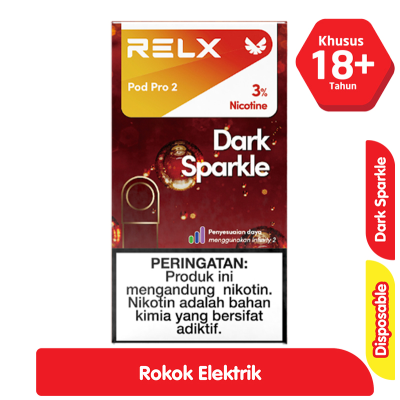 RELX
Pod Pro 2
3%
Nicotine
Dark
Sparkle
Penyesuaian daya
menggunakan infinity 2
PERINGATAN:
Produk ini
mengandung nikotin.
Nikotin adalah bahan
kimia yang bersifat
adiktif.
Khusus
18+
Tahun
Dark Sparkle
Disposable
Rokok Elektrik